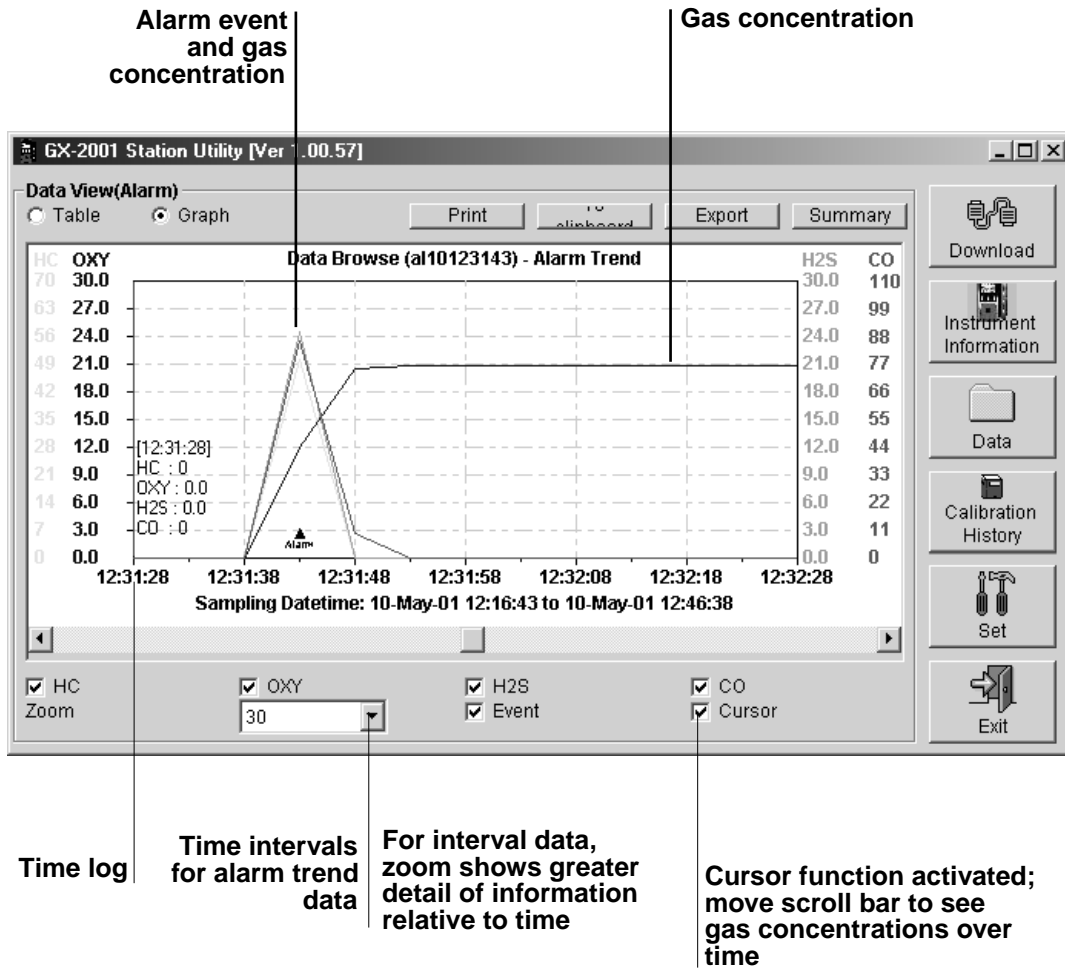 Alarm event
and gas
concentration
Gas concentration
GX-2001 Station Utility [Ver 1.00.57]
Data View(Alarm)
Table
Graph
Print
clipboard
Export
Summary
Download
Instrument
Information
Data
Calibration
History
Set
Exit
Data Browse (al10123143) - Alarm Trend
HC OXY H2S CO
70 30.0 30.0 110
63 27.0 27.0 99
56 24.0 24.0 88
49 21.0 21.0 77
42 18.0 18.0 66
35 15.0 15.0 55
28 12.0 12.0 44
21 9.0 9.0 33
14 6.0 6.0 22
7 3.0 3.0 11
0 0.0 0.0 0
[12:31:28]
HC : 0
OXY : 0.0
H2S : 0.0
CO : 0
Alarm
12:31:28 12:31:38 12:31:48 12:31:58 12:32:08 12:32:18 12:32:28
Sampling Datetime: 10-May-01 12:16:43 to 10-May-01 12:46:38
HC
OXY
H2S
CO
Zoom
30
Event
Cursor
Time log
Time intervals
for alarm trend
data
For interval data,
zoom shows greater
detail of information
relative to time
Cursor function activated;
move scroll bar to see
gas concentrations over
time